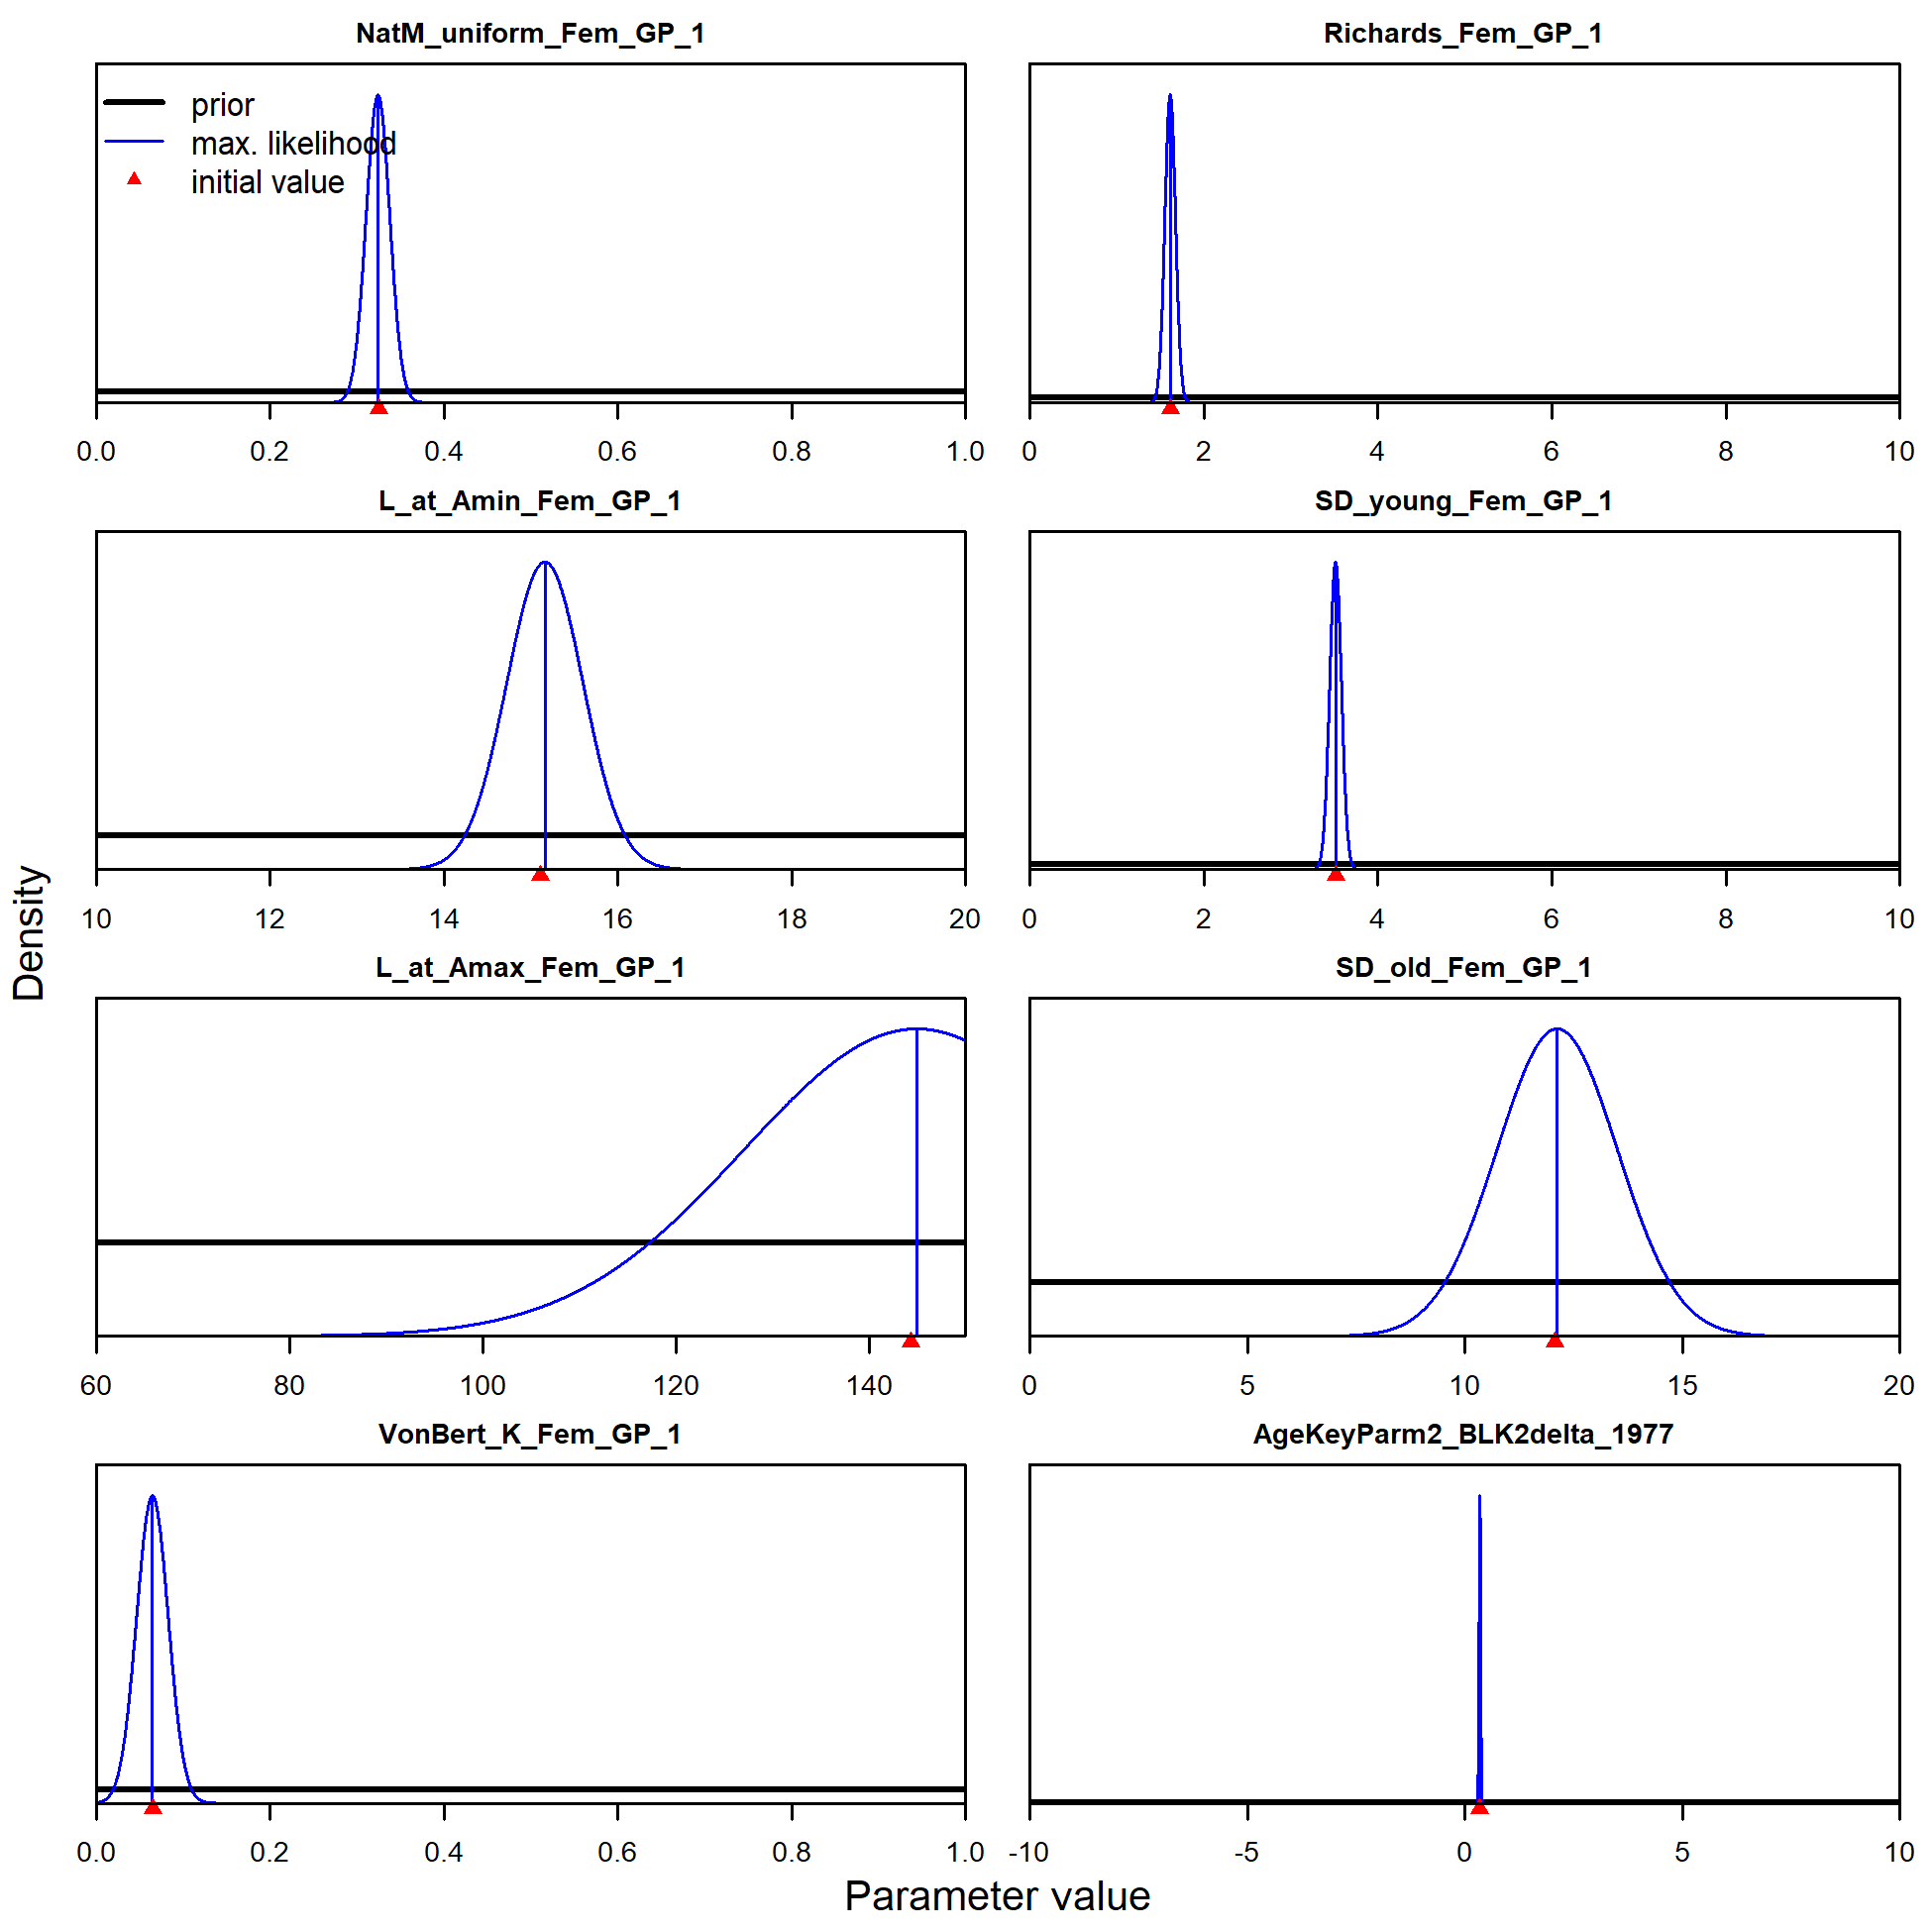 NatM_uniform_Fem_GP_1
prior
max. likelihood
initial value
0.0 0.2 0.4 0.6 0.8 1.0
Richards_Fem_GP_1
0 2 4 6 8 10
L_at_Amin_Fem_GP_1
10 12 14 16 18 20
SD_young_Fem_GP_1
0 2 4 6 8 10
Density
L_at_Amax_Fem_GP_1
60 80 100 120 140
SD_old_Fem_GP_1
0 5 10 15 20
VonBert_K_Fem_GP_1
0.0 0.2 0.4 0.6 0.8 1.0
AgeKeyParm2_BLK2delta_1977
-10 -5 0 5 10
Parameter value